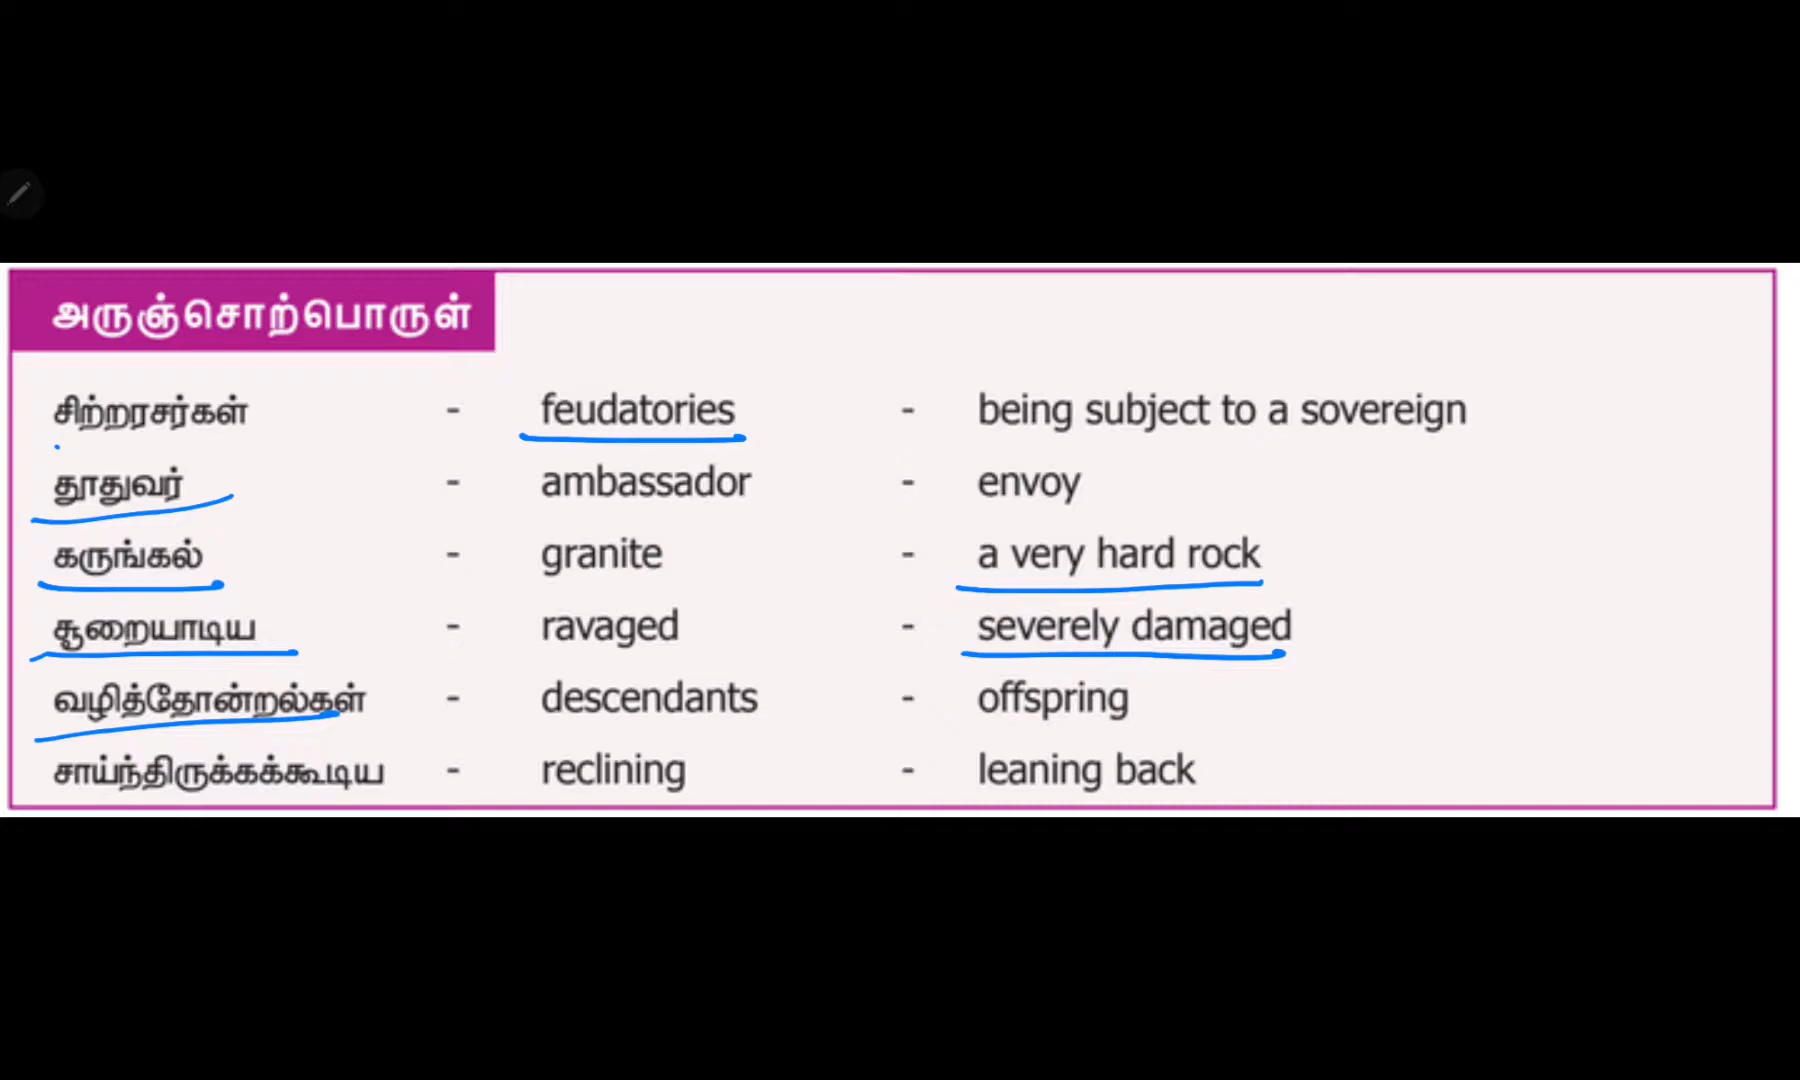 அருஞ்சொற்பொருள்
சிற்றரசர்கள் - feudatories - being subject to a sovereign
தூதுவர் - ambassador - envoy
கருங்கல் - granite - a very hard rock
சூறையாடிய - ravaged - severely damaged
வழித்தோன்றல்கள் - descendants - offspring
சாய்ந்திருக்கக்கூடிய - reclining - leaning back